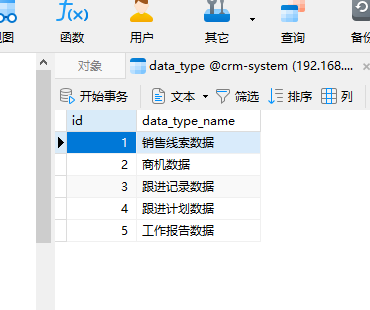 视图
函数
用户
其它
查询
备份
对象
data_type @crm-system (192.168....
开始事务
文本
筛选
排序
列
id
data_type_name
1
销售线索数据
2
商机数据
3
跟进记录数据
4
跟进计划数据
5
工作报告数据